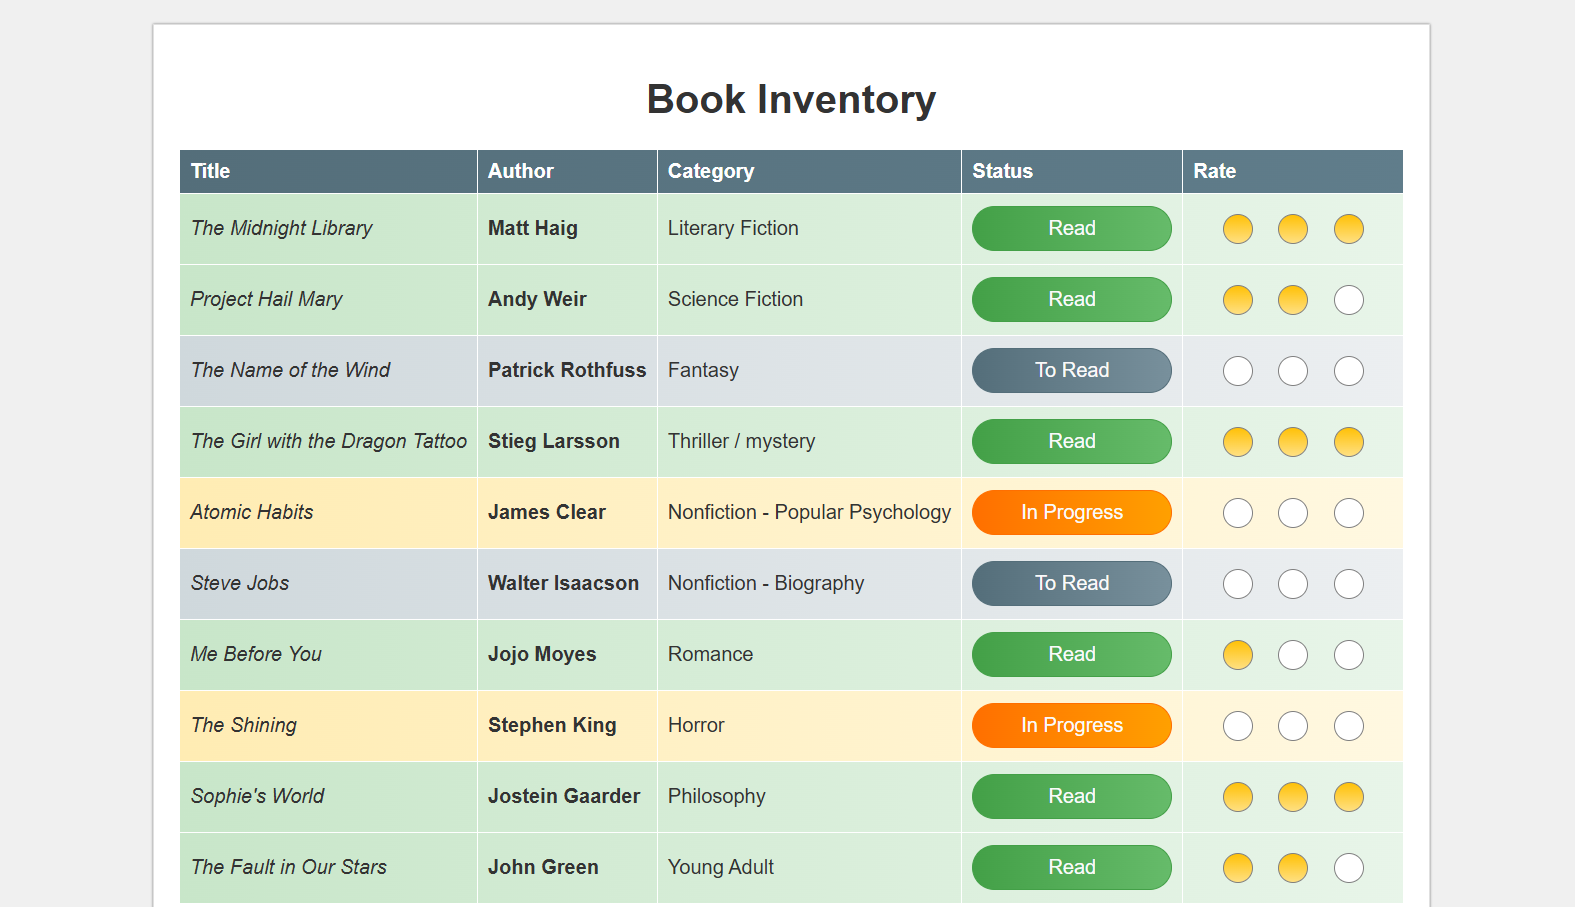 Book Inventory
Title Author Category Status Rate
The Midnight Library Matt Haig Literary Fiction Read
Project Hail Mary Andy Weir Science Fiction Read
The Name of the Wind Patrick Rothfuss Fantasy To Read
The Girl with the Dragon Tattoo Stieg Larsson Thriller / mystery Read
Atomic Habits James Clear Nonfiction - Popular Psychology In Progress
Steve Jobs Walter Isaacson Nonfiction - Biography To Read
Me Before You Jojo Moyes Romance Read
The Shining Stephen King Horror In Progress
Sophie's World Jostein Gaarder Philosophy Read
The Fault in Our Stars John Green Young Adult Read